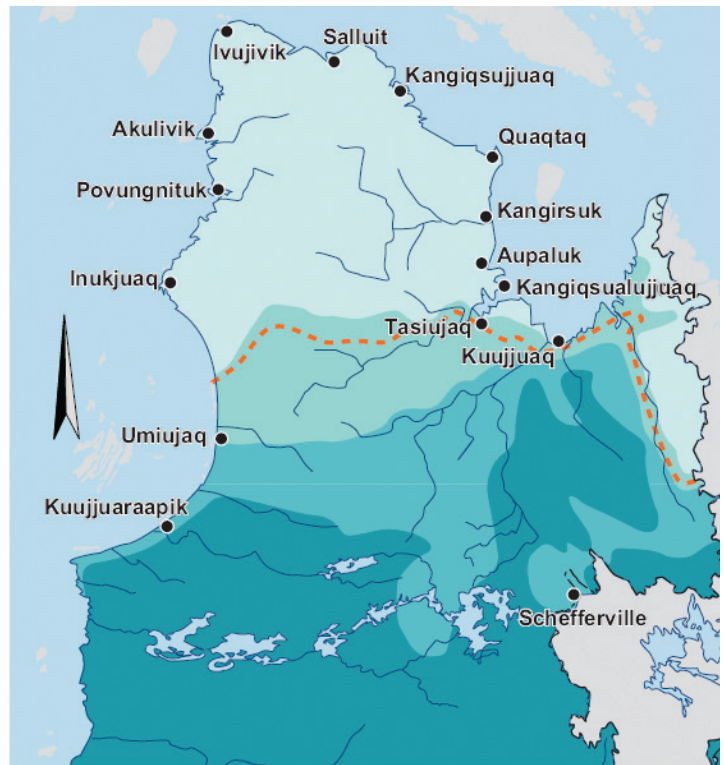 Salluit
Ivujivik
Kangiqsujjuaq
Akulivik
Quaqtaq
Povungnituk
Kangirsuk
Aupaluk
Inukjuaq
Kangiqsualujjuaq
Tasiujaq
Kuujjuaq
Umiujaq
Kuujjuaraapik
Schefferville